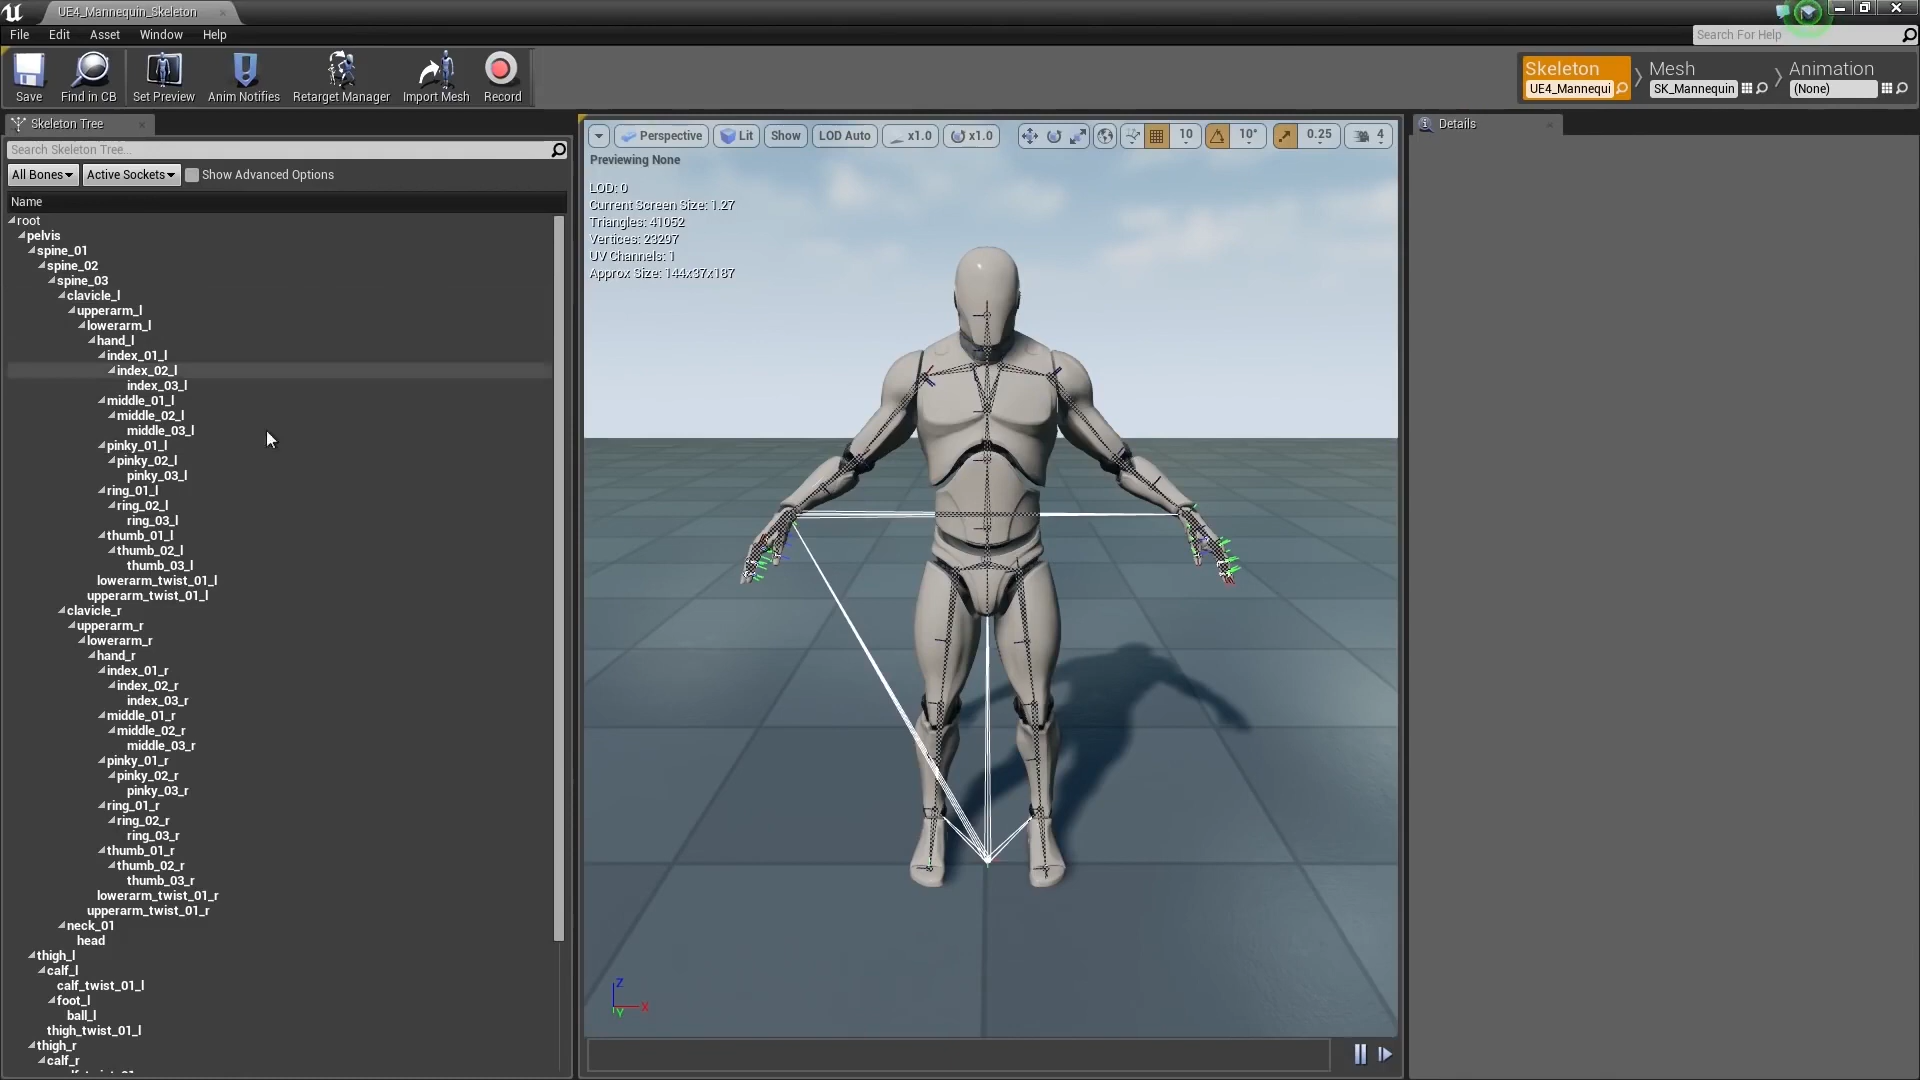 UE4_Mannequin_Skeleton
File Edit Asset Window Help
Search For Help
Save Find in CB Set Preview Anim Notifies Retarget Manager Import Mesh Record
Skeleton Mesh Animation
UE4_Mannequi SK_Mannequin (None)
Skeleton Tree
Search Skeleton Tree...
All Bones Active Sockets Show Advanced Options
Name
root
pelvis
spine_01
spine_02
spine_03
clavicle_l
upperarm_l
lowerarm_l
hand_l
index_01_l
index_02_l
index_03_l
middle_01_l
middle_02_l
middle_03_l
pinky_01_l
pinky_02_l
pinky_03_l
ring_01_l
ring_02_l
ring_03_l
thumb_01_l
thumb_02_l
thumb_03_l
lowerarm_twist_01_l
upperarm_twist_01_l
clavicle_r
upperarm_r
lowerarm_r
hand_r
index_01_r
index_02_r
index_03_r
middle_01_r
middle_02_r
middle_03_r
pinky_01_r
pinky_02_r
pinky_03_r
ring_01_r
ring_02_r
ring_03_r
thumb_01_r
thumb_02_r
thumb_03_r
lowerarm_twist_01_r
upperarm_twist_01_r
neck_01
head
thigh_l
calf_l
calf_twist_01_l
foot_l
ball_l
thigh_twist_01_l
thigh_r
calf_r
Perspective Lit Show LOD Auto x1.0 x1.0 10 10° 0.25 4
Previewing None
LOD: 0
Current Screen Size: 1.27
Triangles: 41052
Vertices: 23297
UV Channels: 1
Approx Size: 144x37x187
Z
X
Y
Details